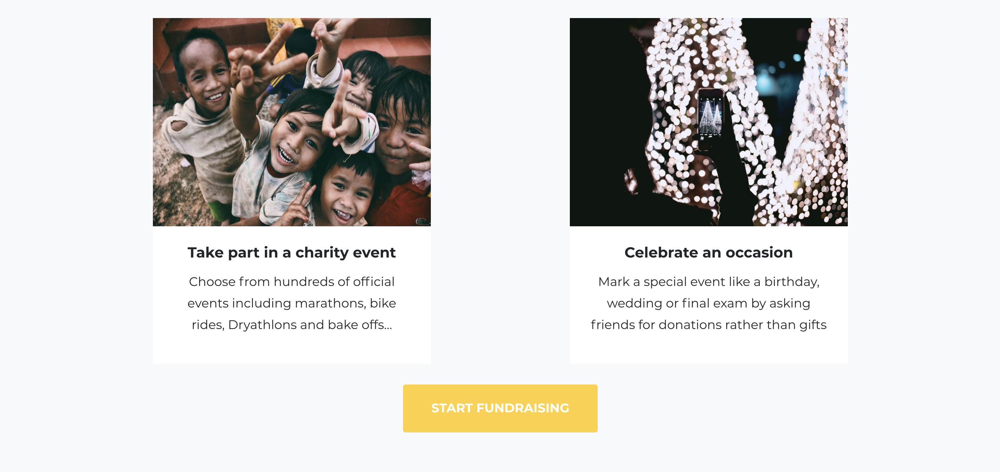 Take part in a charity event
Choose from hundreds of official
events including marathons, bike
rides, Dryathlons and bake offs...
Celebrate an occasion
Mark a special event like a birthday,
wedding or final exam by asking
friends for donations rather than gifts
START FUNDRAISING